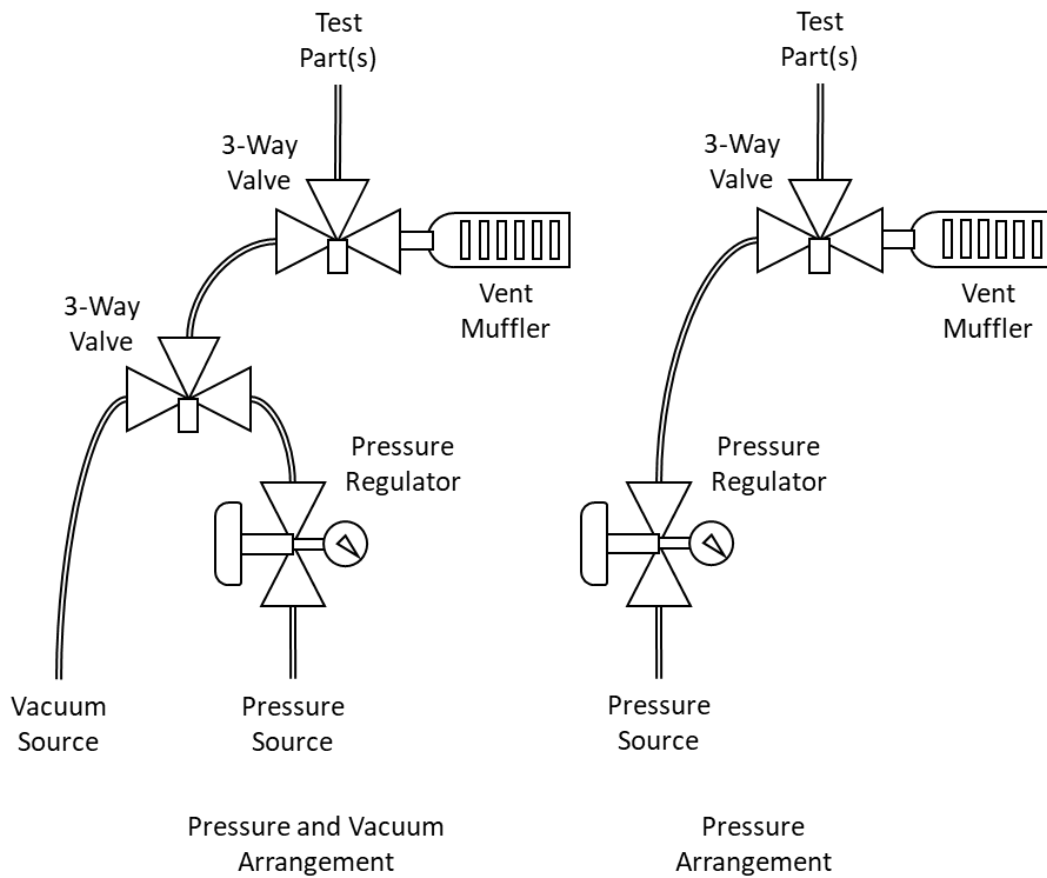 Test
Part(s)
3-Way
Valve
Vent
Muffler
3-Way
Valve
Pressure
Regulator
Vacuum
Source
Pressure
Source
Pressure and Vacuum
Arrangement
Test
Part(s)
3-Way
Valve
Vent
Muffler
Pressure
Regulator
Pressure
Source
Pressure
Arrangement